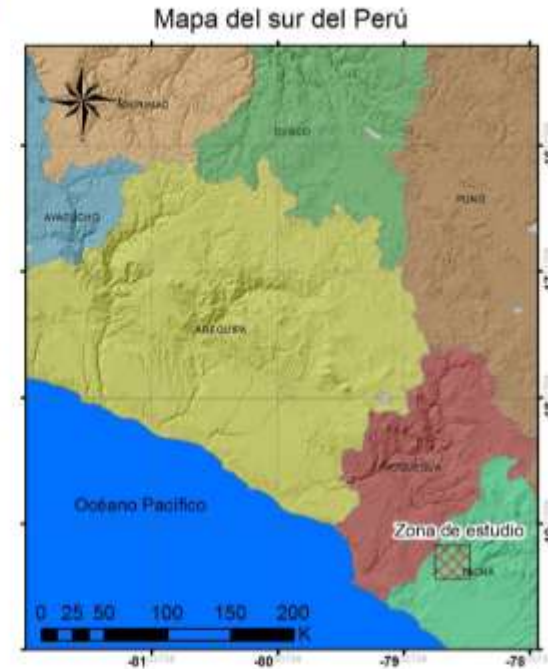 Mapa del sur del Perú
CUSCO
PUNO
AYACUCHO
AREQUIPA
MOQUEGUA
Océano Pacífico
Zona de estudio
TACNA
0 25 50 100 150 200
K
-81
-80
-79
-78